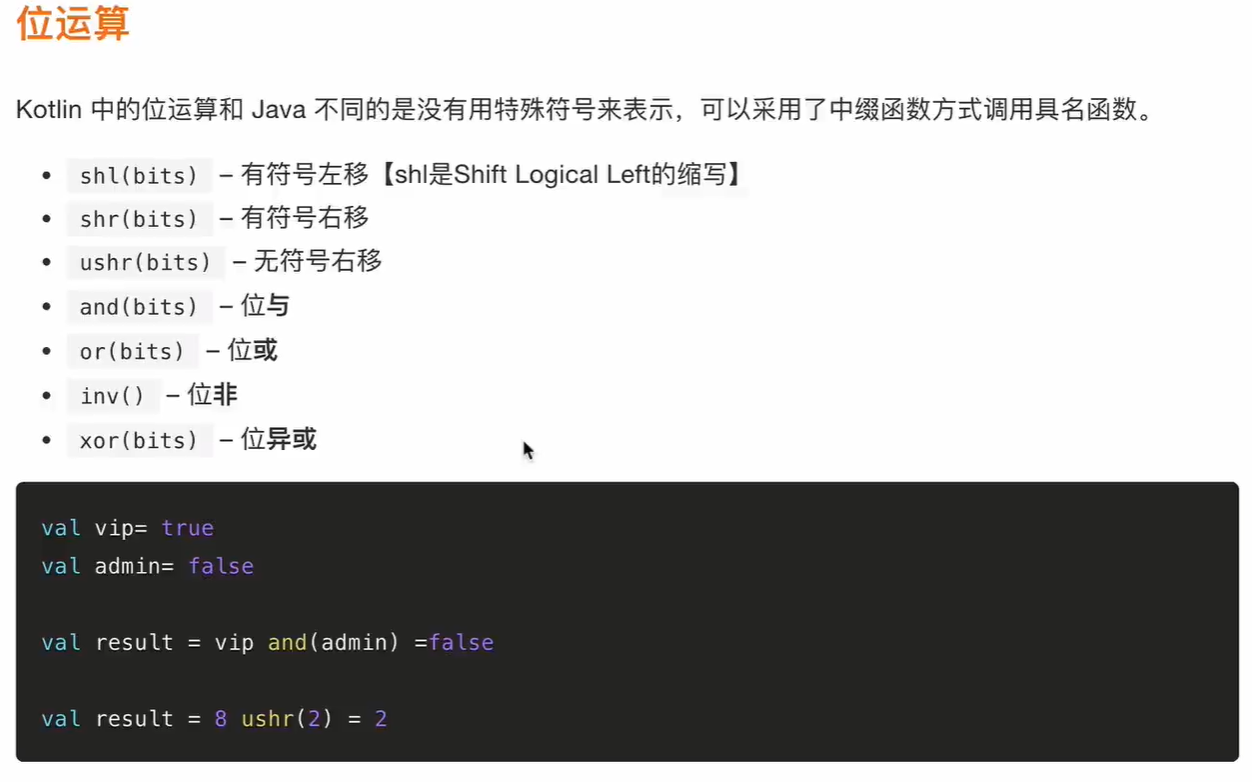 位运算
Kotlin 中的位运算和 Java 不同的是没有用特殊符号来表示，可以采用了中缀函数方式调用具名函数。
shl(bits) – 有符号左移【shl是Shift Logical Left的缩写】
shr(bits) – 有符号右移
ushr(bits) – 无符号右移
and(bits) – 位与
or(bits) – 位或
inv() – 位非
xor(bits) – 位异或
val vip= true
val admin= false
val result = vip and(admin) =false
val result = 8 ushr(2) = 2